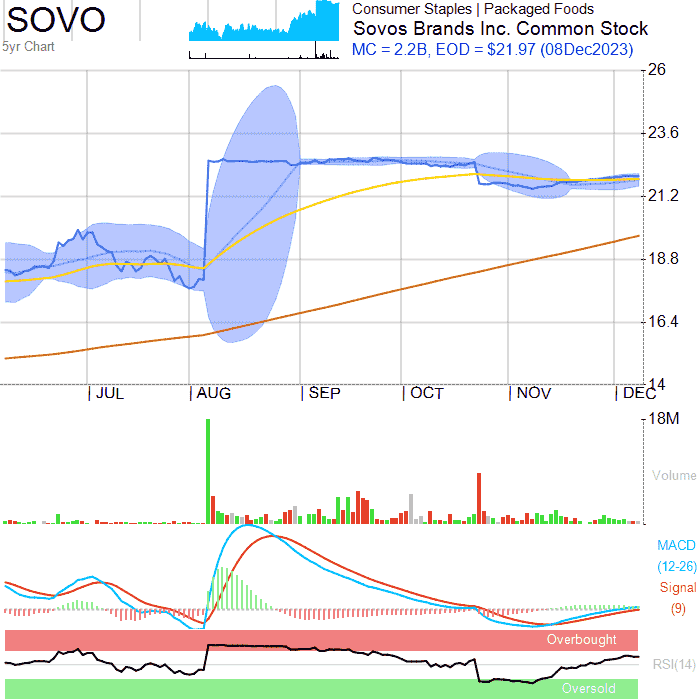 SOVO
5yr Chart
Consumer Staples | Packaged Foods
Sovos Brands Inc. Common Stock
MC = 2.2B, EOD = $21.97 (08Dec2023)
26
23.6
21.2
18.8
16.4
14
JUL AUG SEP OCT NOV DEC
18M
Volume
MACD
(12-26)
Signal
(9)
Overbought
RSI(14)
Oversold